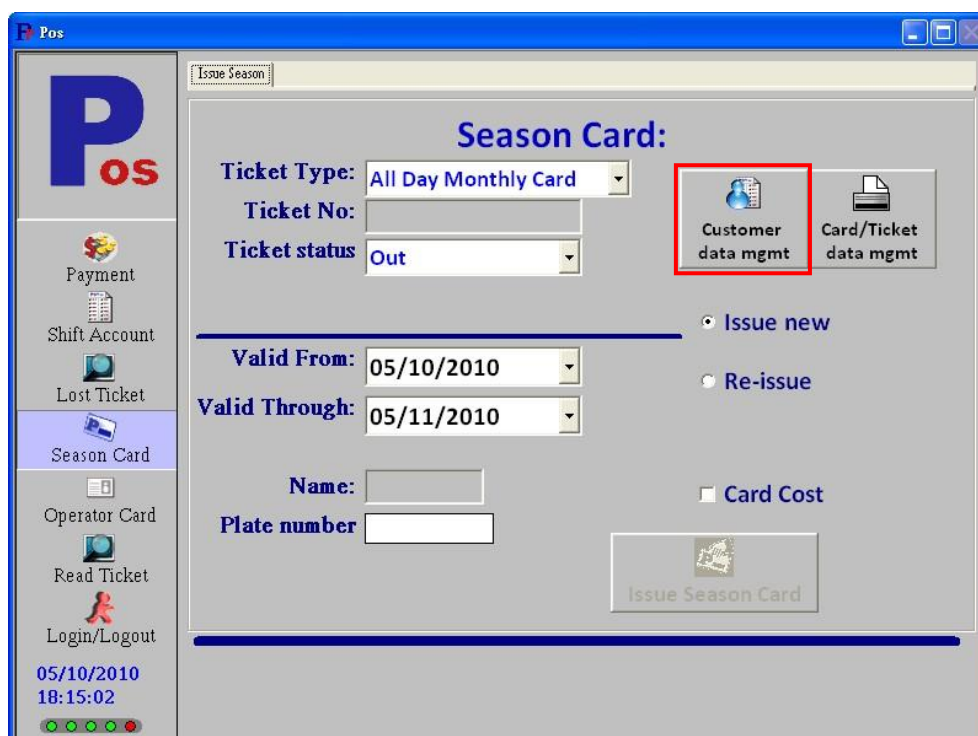 Pos
Issue Season
Pos
Season Card:
Ticket Type: All Day Monthly Card
Ticket No:
Ticket status Out
Customer data mgmt
Card/Ticket data mgmt
Issue new
Valid From: 05/10/2010
Re-issue
Valid Through: 05/11/2010
Name:
Card Cost
Plate number
Issue Season Card
Payment
Shift Account
Lost Ticket
Season Card
Operator Card
Read Ticket
Login/Logout
05/10/2010
18:15:02